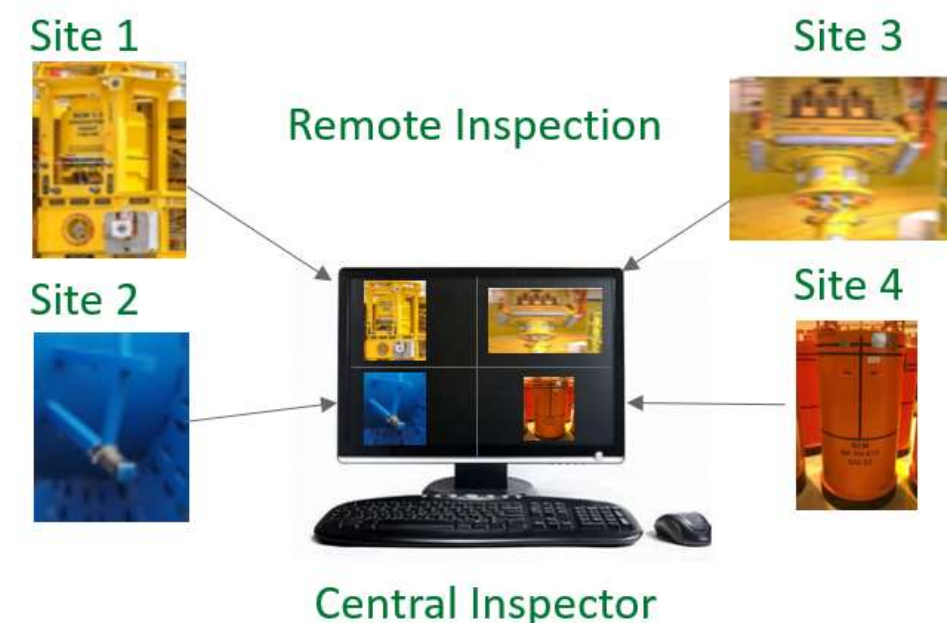 Site 1
Site 3
Remote Inspection
Site 2
Site 4
Central Inspector